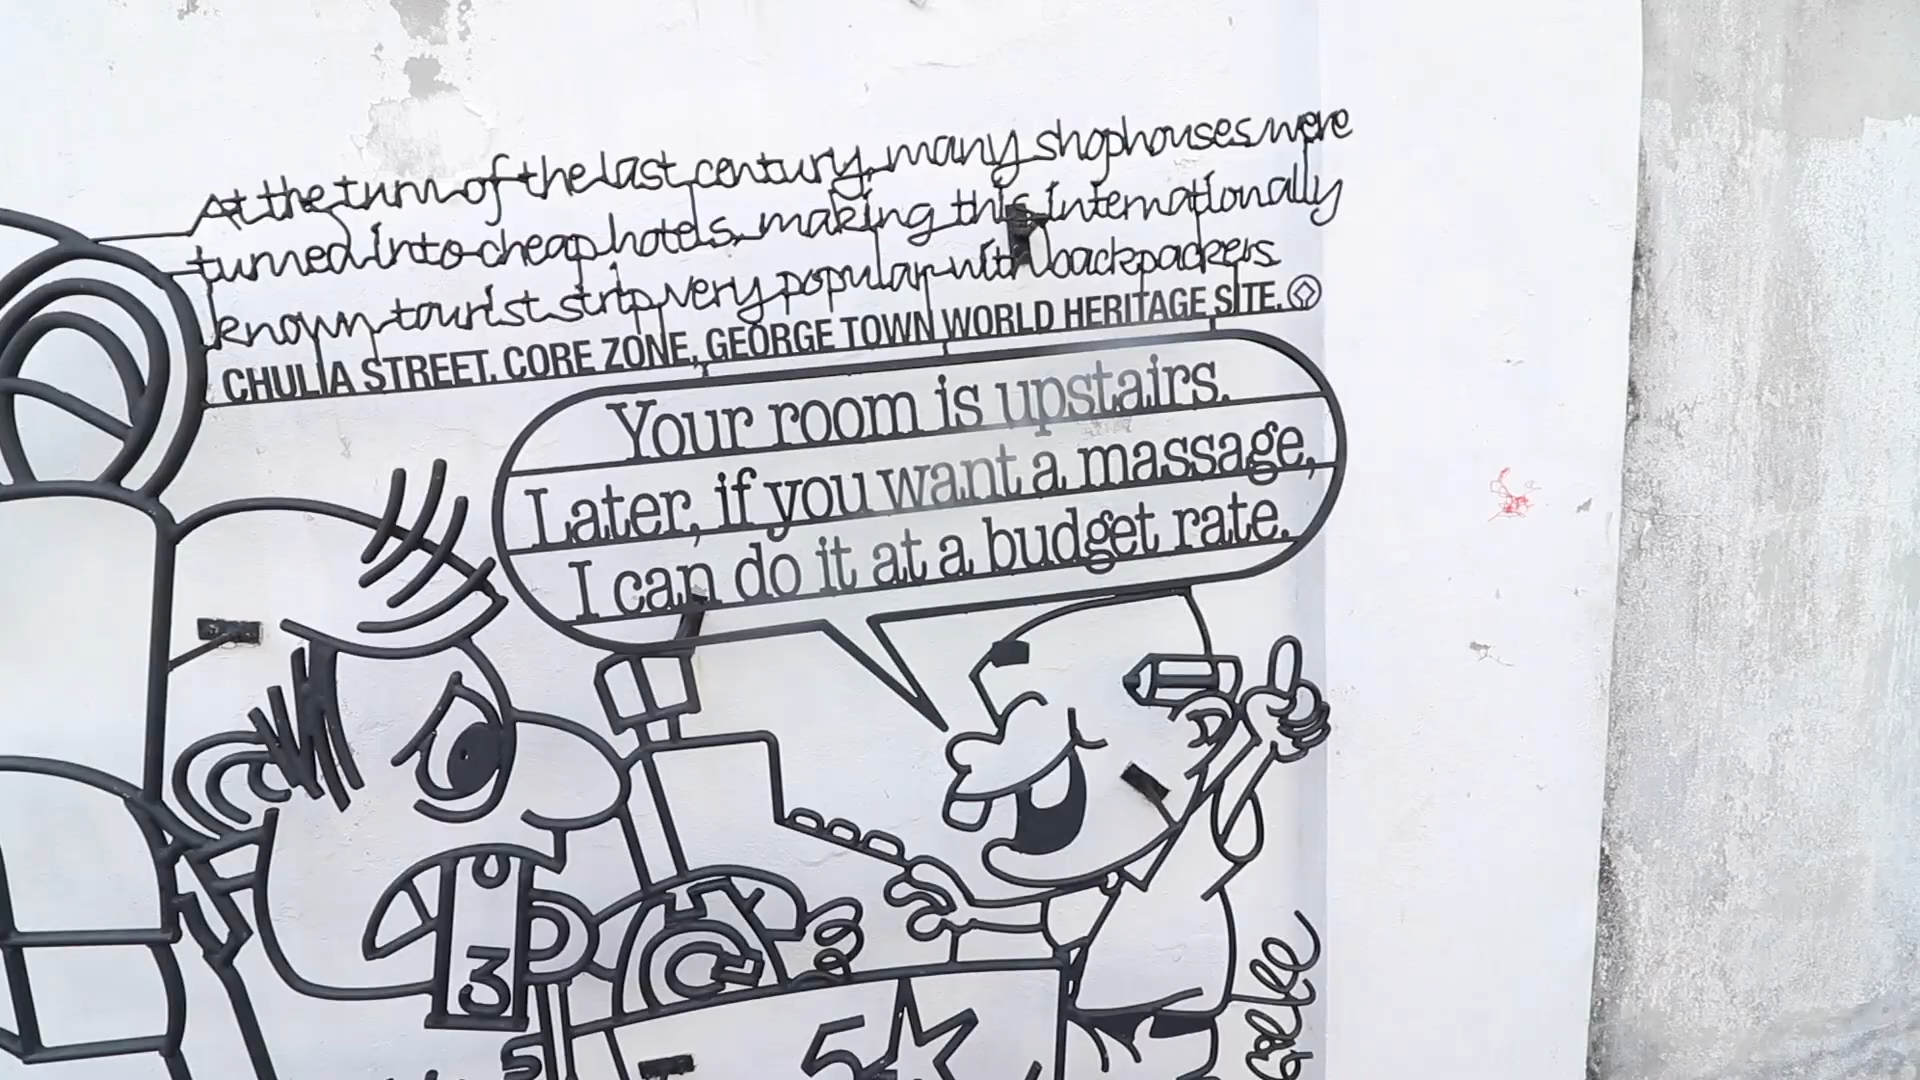 At the turn of the last century, many shophouses were
turned into cheap hotels, making this internationally
known tourist strip very popular with backpackers
CHULIA STREET. CORE ZONE, GEORGE TOWN WORLD HERITAGE SITE.
Your room is upstairs.
Later, if you want a massage,
I can do it at a budget rate.
3
5
5